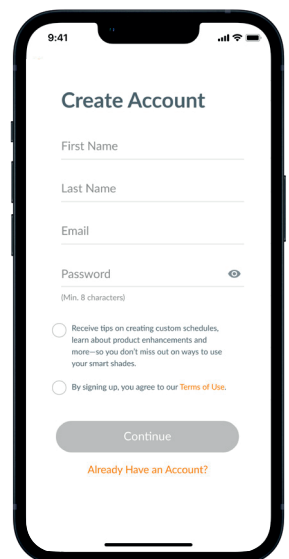 9:41
Create Account
First Name
Last Name
Email
Password
(Min. 8 characters)
Receive tips on creating custom schedules,
learn about product enhancements and
more—so you don't miss out on ways to use
your smart shades.
By signing up, you agree to our Terms of Use.
Continue
Already Have an Account?